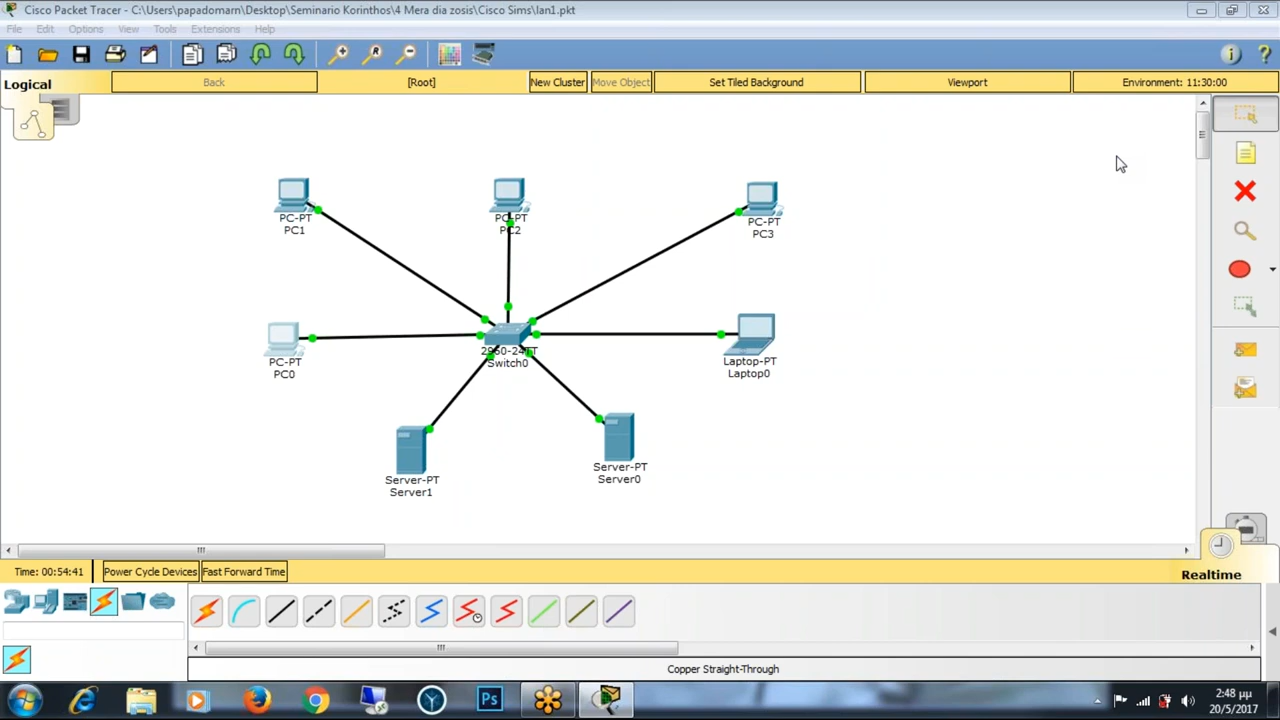 Cisco Packet Tracer - C:\Users\papadomarn\Desktop\Seminario Korinthos\4 Mera dia zosis\Cisco Sims\lan1.pkt
File Edit Options View Tools Extensions Help
Logical Back [Root] New Cluster Move Object Set Tiled Background Viewport Environment: 11:30:00
PC-PT
PC1
PC-PT
PC2
PC-PT
PC3
PC-PT
PC0
2960-24TT
Switch0
Laptop-PT
Laptop0
Server-PT
Server1
Server-PT
Server0
Time: 00:54:41 Power Cycle Devices Fast Forward Time Realtime
Copper Straight-Through
Ps
2:48 μμ
20/5/2017